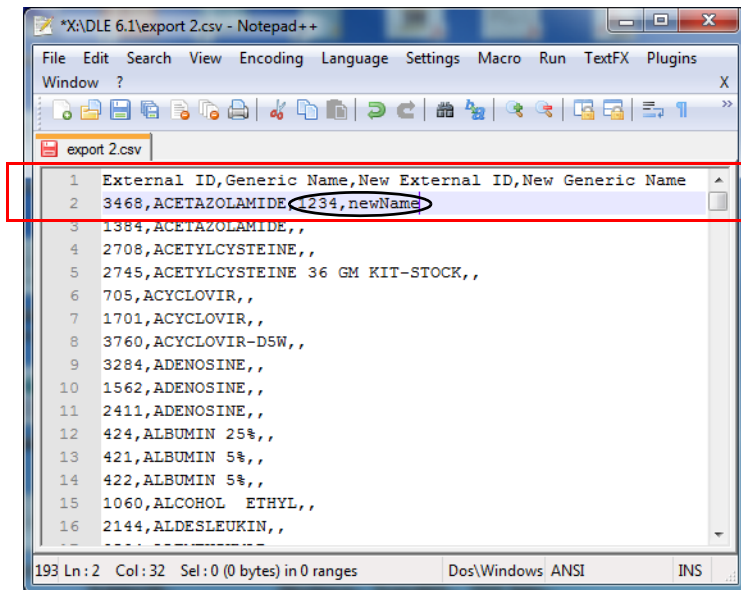 *X:\DLE 6.1\export 2.csv - Notepad++
File Edit Search View Encoding Language Settings Macro Run TextFX Plugins
Window ? X
export 2.csv
1 External ID,Generic Name,New External ID,New Generic Name
2 3468,ACETAZOLAMIDE,1234,newName
3 1384,ACETAZOLAMIDE,,
4 2708,ACETYLCYSTEINE,,
5 2745,ACETYLCYSTEINE 36 GM KIT-STOCK,,
6 705,ACYCLOVIR,,
7 1701,ACYCLOVIR,,
8 3760,ACYCLOVIR-D5W,,
9 3284,ADENOSINE,,
10 1562,ADENOSINE,,
11 2411,ADENOSINE,,
12 424,ALBUMIN 25%,,
13 421,ALBUMIN 5%,,
14 422,ALBUMIN 5%,,
15 1060,ALCOHOL  ETHYL,,
16 2144,ALDESLEUKIN,,
193 Ln : 2 Col : 32 Sel : 0 (0 bytes) in 0 ranges Dos\Windows ANSI INS